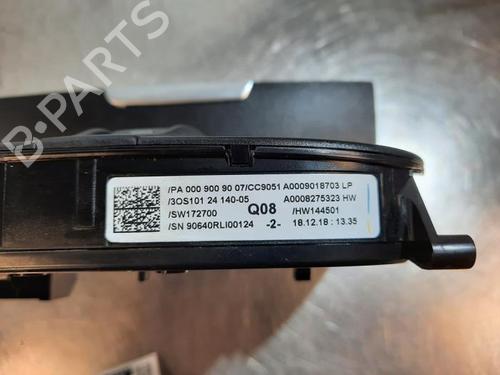 B-PARTS
/PA 000 900 90 07/CC9051 A0009018703 LP
/3OS101 24 140-05 A0008275323 HW
/SW172700 Q08 /HW144501
/SN 90640RLI00124 -2- 18.12.18 : 13.35